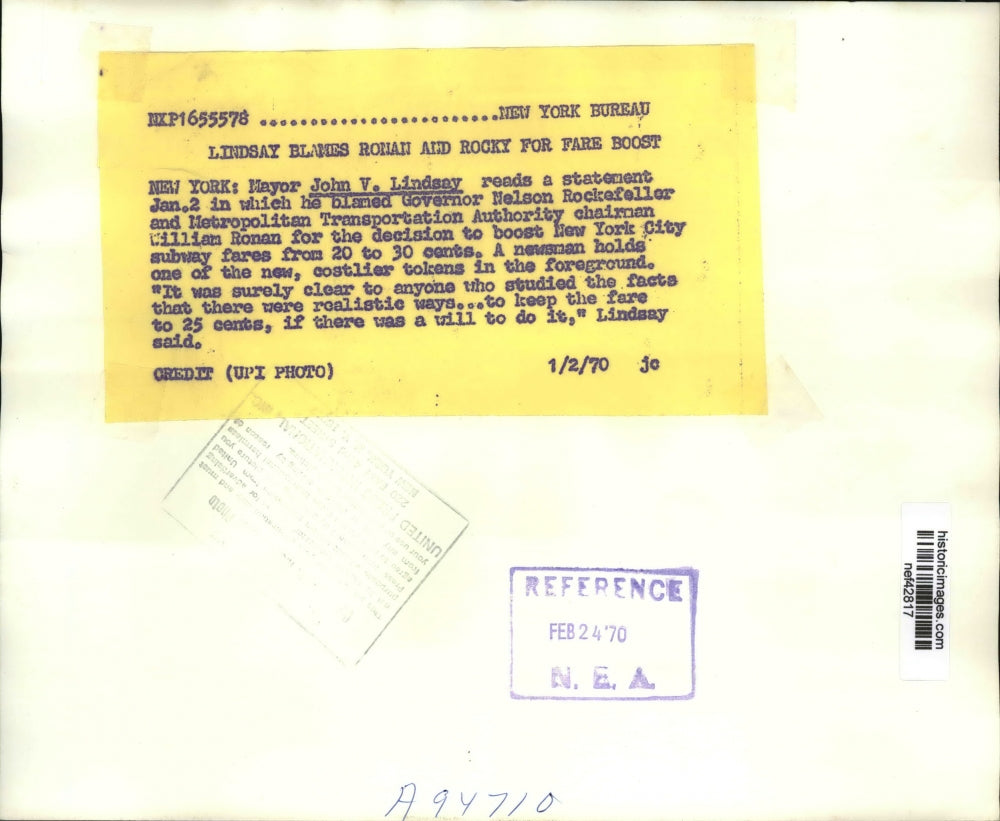 NXP1655578 ........................NEW YORK BUREAU
LINDSAY BLAMES RONAN AND ROCKY FOR FARE BOOST
NEW YORK: Mayor John V. Lindsay reads a statement
Jan.2 in which he blamed Governor Nelson Rockefeller
and Metropolitan Transportation Authority chairman
William Ronan for the decision to boost New York City
subway fares from 20 to 30 cents. A newsman holds
one of the new, costlier tokens in the foreground.
"It was surely clear to anyone who studied the facts
that there were realistic ways...to keep the fare
to 25 cents, if there was a will to do it," Lindsay
said.
CREDIT (UPI PHOTO) 1/2/70 jc
UNITED
NEW
REFERENCE
FEB 24 '70
N. E. A.
historicimages.com
nef42817
A94710